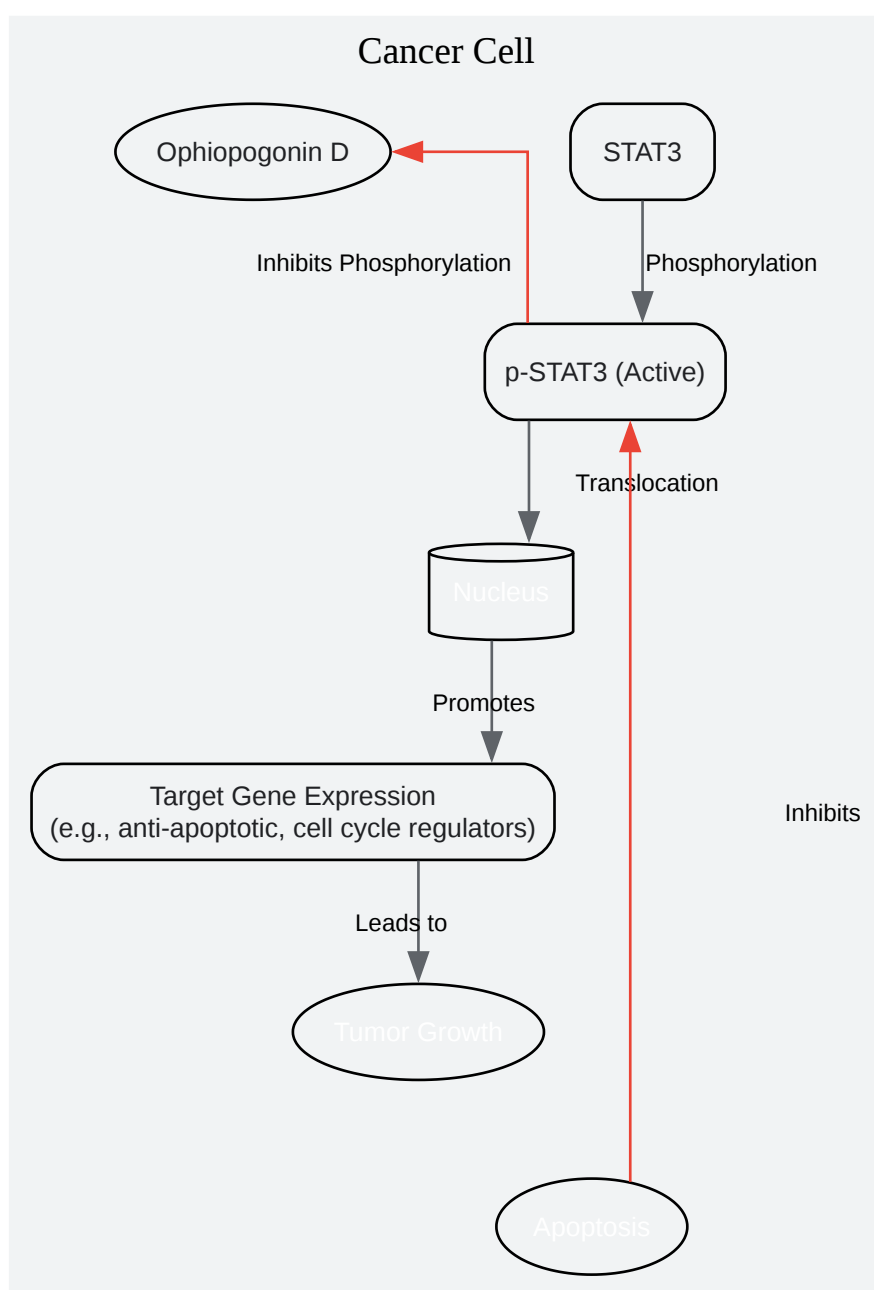 Cancer Cell
Ophiopogonin D
STAT3
Inhibits Phosphorylation
Phosphorylation
p-STAT3 (Active)
Translocation
Nucleus
Promotes
Target Gene Expression
(e.g., anti-apoptotic, cell cycle regulators)
Inhibits
Leads to
Tumor Growth
Apoptosis